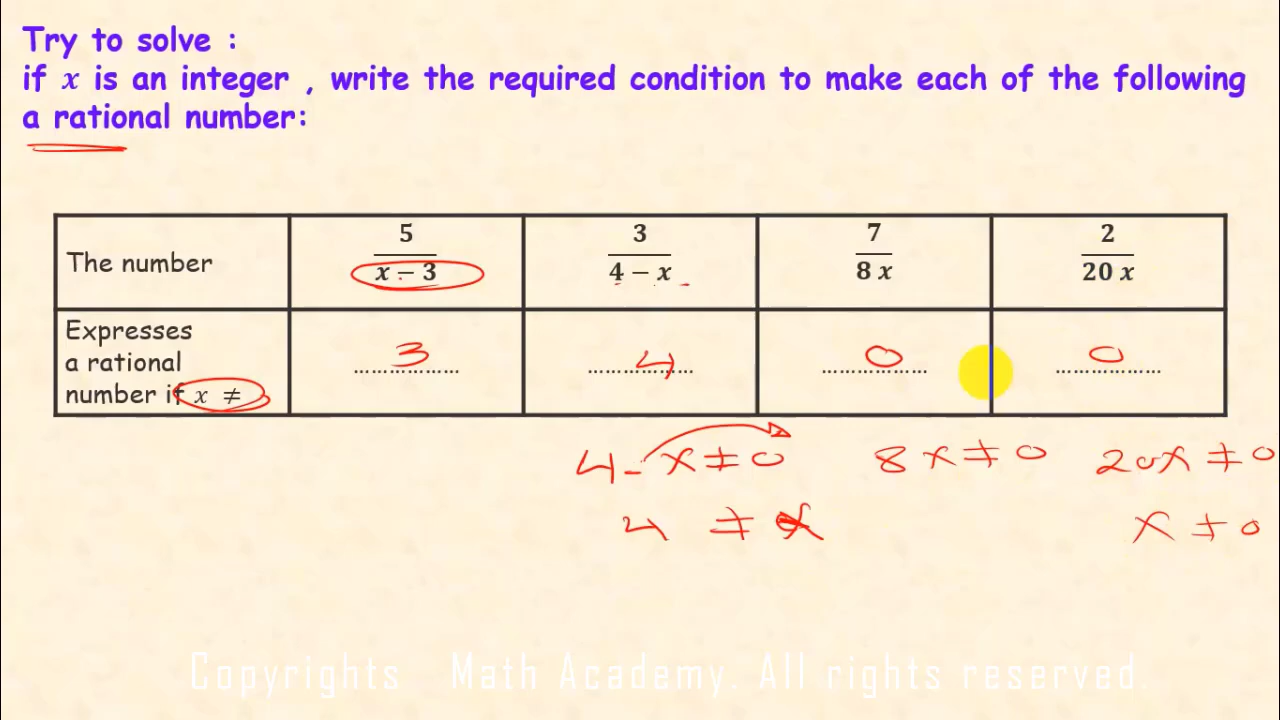 Try to solve :
if x is an integer , write the required condition to make each of the following
a rational number:
The number
5
x − 3
3
4 − x
7
8 x
2
20 x
Expresses
a rational
number if x ≠
3
4
0
0
4 - x ≠ 0
8x ≠ 0
20x ≠ 0
4 ≠ x
x ≠ 0
Copyrights Math Academy. All rights reserved.